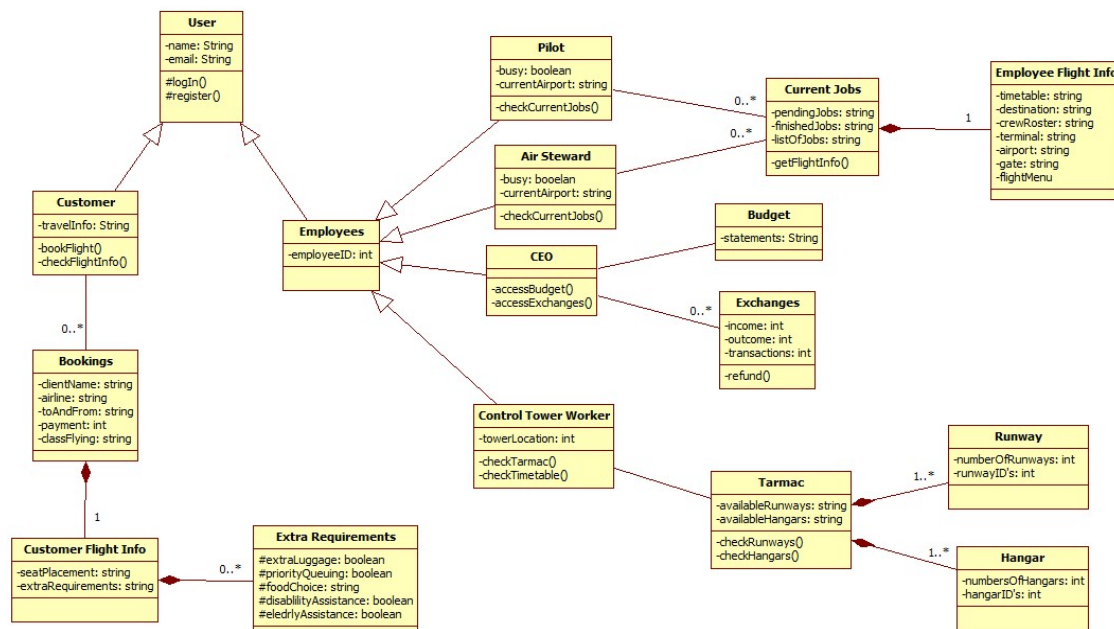 User
-name: String
-email: String
#logIn()
#register()
Customer
-travelInfo: String
-bookFlight()
-checkFlightInfo()
0..*
Bookings
-clientName: string
-airline: string
-toAndFrom: string
-payment: int
-classFlying: string
1
Customer Flight Info
-seatPlacement: string
-extraRequirements: string
0..*
Extra Requirements
#extraLuggage: boolean
#priorityQueuing: boolean
#foodChoice: string
#disablilityAssistance: boolean
#eledrlyAssistance: boolean
Employees
-employeeID: int
Pilot
-busy: boolean
-currentAirport: string
-checkCurrentJobs()
0..*
Air Steward
-busy: booelan
-currentAirport: string
-checkCurrentJobs()
0..*
Current Jobs
-pendingJobs: string
-finishedJobs: string
-listOfJobs: string
-getFlightInfo()
1
Employee Flight Info
-timetable: string
-destination: string
-crewRoster: string
-terminal: string
-airport: string
-gate: string
-flightMenu
CEO
-accessBudget()
-accessExchanges()
Budget
-statements: String
0..*
Exchanges
-income: int
-outcome: int
-transactions: int
-refund()
Control Tower Worker
-towerLocation: int
-checkTarmac()
-checkTimetable()
Tarmac
-availableRunways: string
-availableHangars: string
-checkRunways()
-checkHangars()
1..*
Runway
-numberOfRunways: int
-runwayID's: int
1..*
Hangar
-numbersOfHangars: int
-hangarID's: int